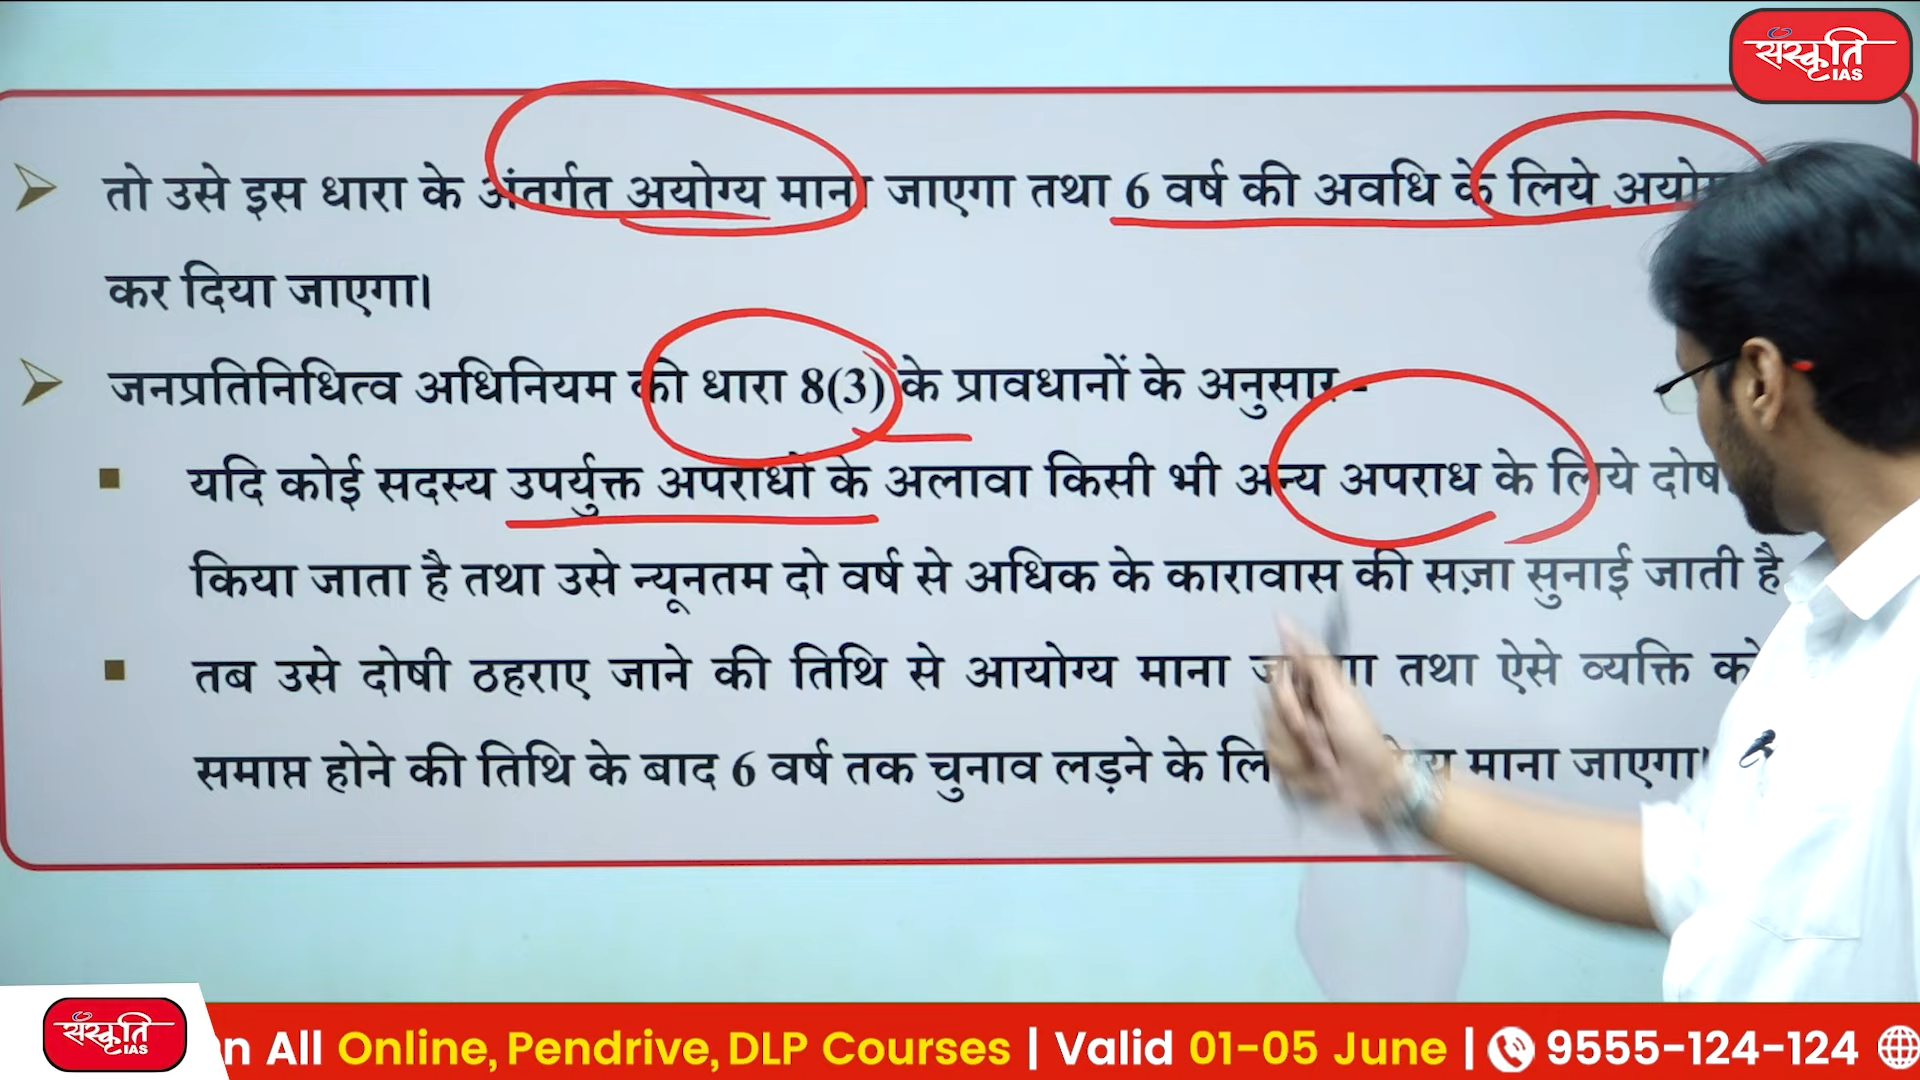 संस्कृति
IAS
तो उसे इस धारा के अंतर्गत अयोग्य माना जाएगा तथा 6 वर्ष की अवधि के लिये
कर दिया जाएगा।
जनप्रतिनिधित्व अधिनियम की धारा 8(3) के प्रावधानों के अनुसार -
यदि कोई सदस्य उपर्युक्त अपराधों के अलावा किसी भी अन्य अपराध के लिये
किया जाता है तथा उसे न्यूनतम दो वर्ष से अधिक के कारावास की सज़ा सुनाई जाती है
तब उसे दोषी ठहराए जाने की तिथि से आयोग्य माना तथा ऐसे व्यक्ति
समाप्त होने की तिथि के बाद 6 वर्ष तक चुनाव लड़ने के माना जाएगा।
संस्कृति
IAS
n All Online, Pendrive, DLP Courses | Valid 01-05 June | 9555-124-124